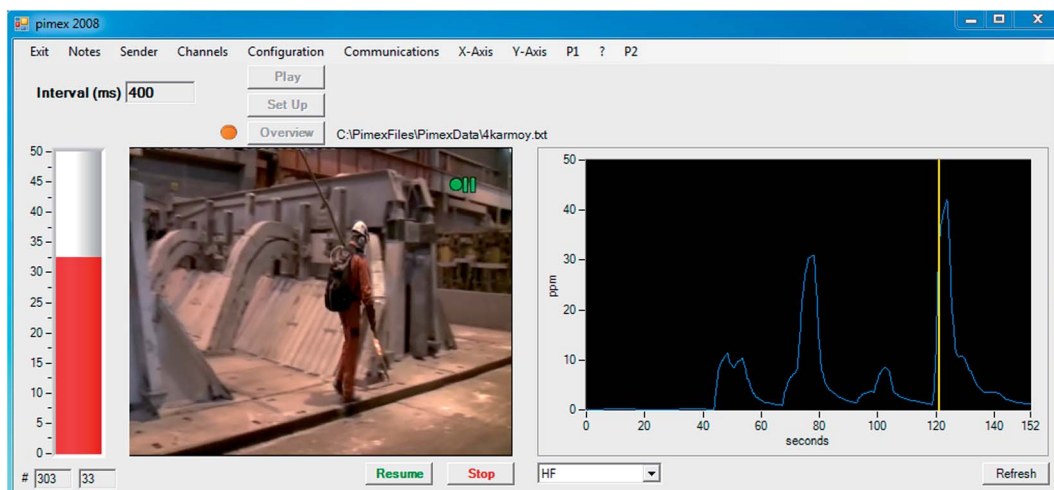 pimex 2008
Exit Notes Sender Channels Configuration Communications X-Axis Y-Axis P1 ? P2
Play
Interval (ms) 400
Set Up
Overview C:\PimexFiles\PimexData\4karmoy.txt
50
45
40
35
30
25
20
15
10
5
0
50
40
30
20
10
0
ppm
0 20 40 60 80 100 120 140 152
seconds
# 303 33
Resume Stop HF Refresh